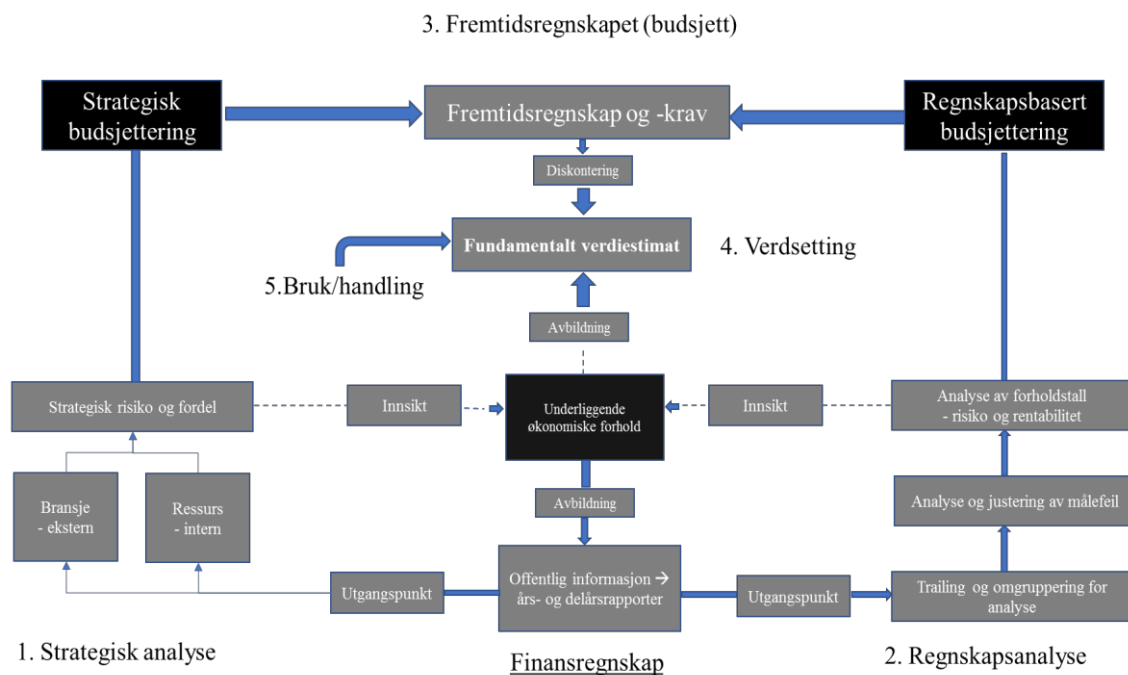 3. Fremtidsregnskapet (budsjett)
Strategisk
budsjettering
Fremtidsregnskap og -krav
Regnskapsbasert
budsjettering
Diskontering
Fundamentalt verdiestimat
4. Verdsetting
5.Bruk/handling
Avbildning
Strategisk risiko og fordel
Innsikt
Underliggende
økonomiske forhold
Innsikt
Analyse av forholdstall
- risiko og rentabilitet
Bransje
- ekstern
Ressurs
- intern
Avbildning
Analyse og justering av målefeil
Utgangspunkt
Offentlig informasjon →
års- og delårsrapporter
Utgangspunkt
Trailing og omgruppering for
analyse
1. Strategisk analyse
Finansregnskap
2. Regnskapsanalyse